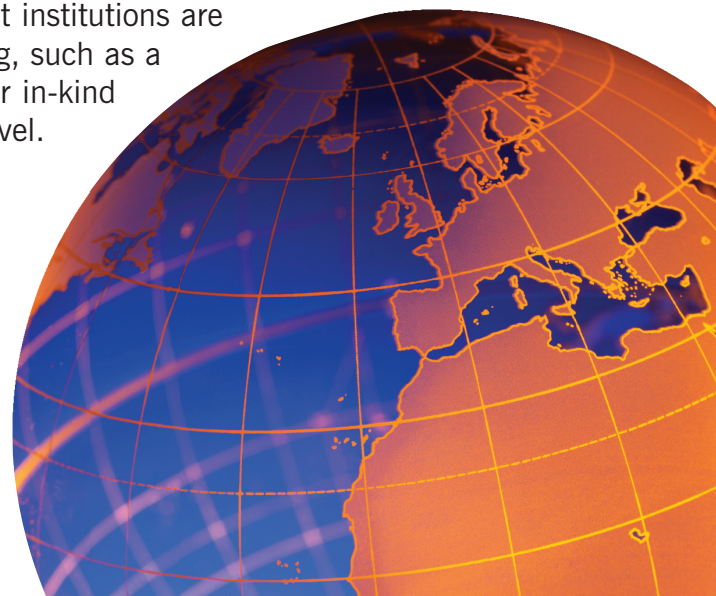 t institutions are
g, such as a
r in-kind
vel.